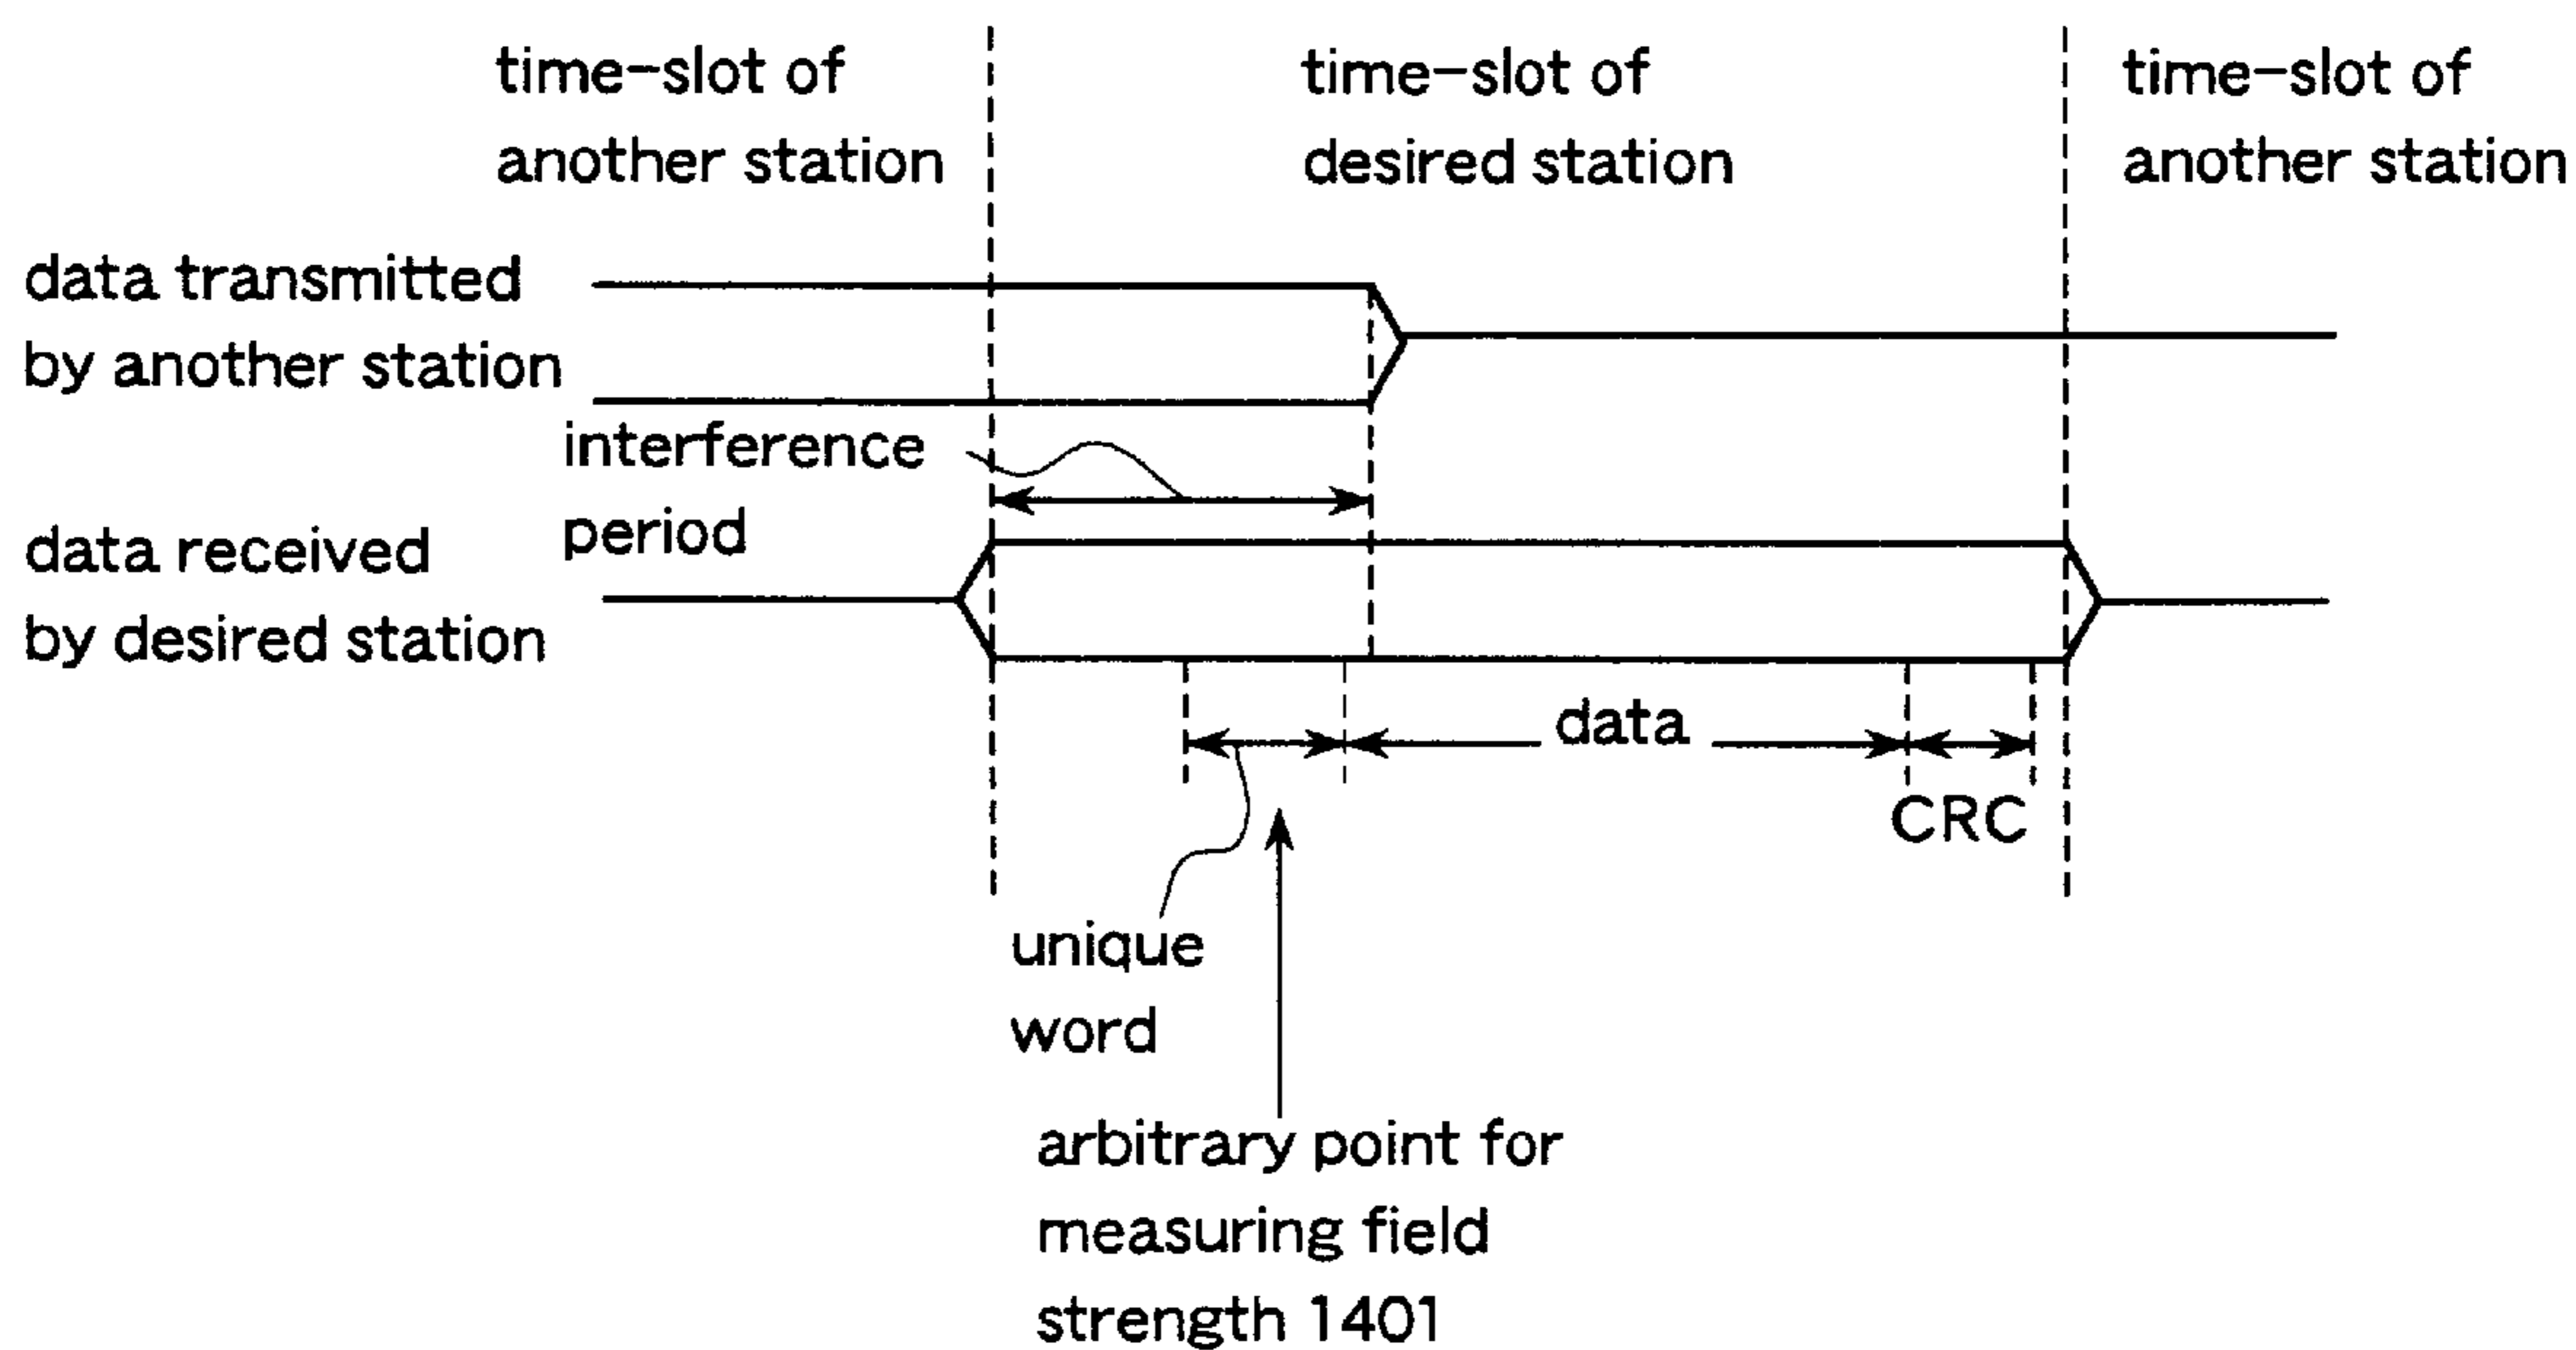 time-slot of
another station
time-slot of
desired station
time-slot of
another station
data transmitted
by another station
interference
period
data received
by desired station
data
CRC
unique
word
arbitrary point for
measuring field
strength 1401